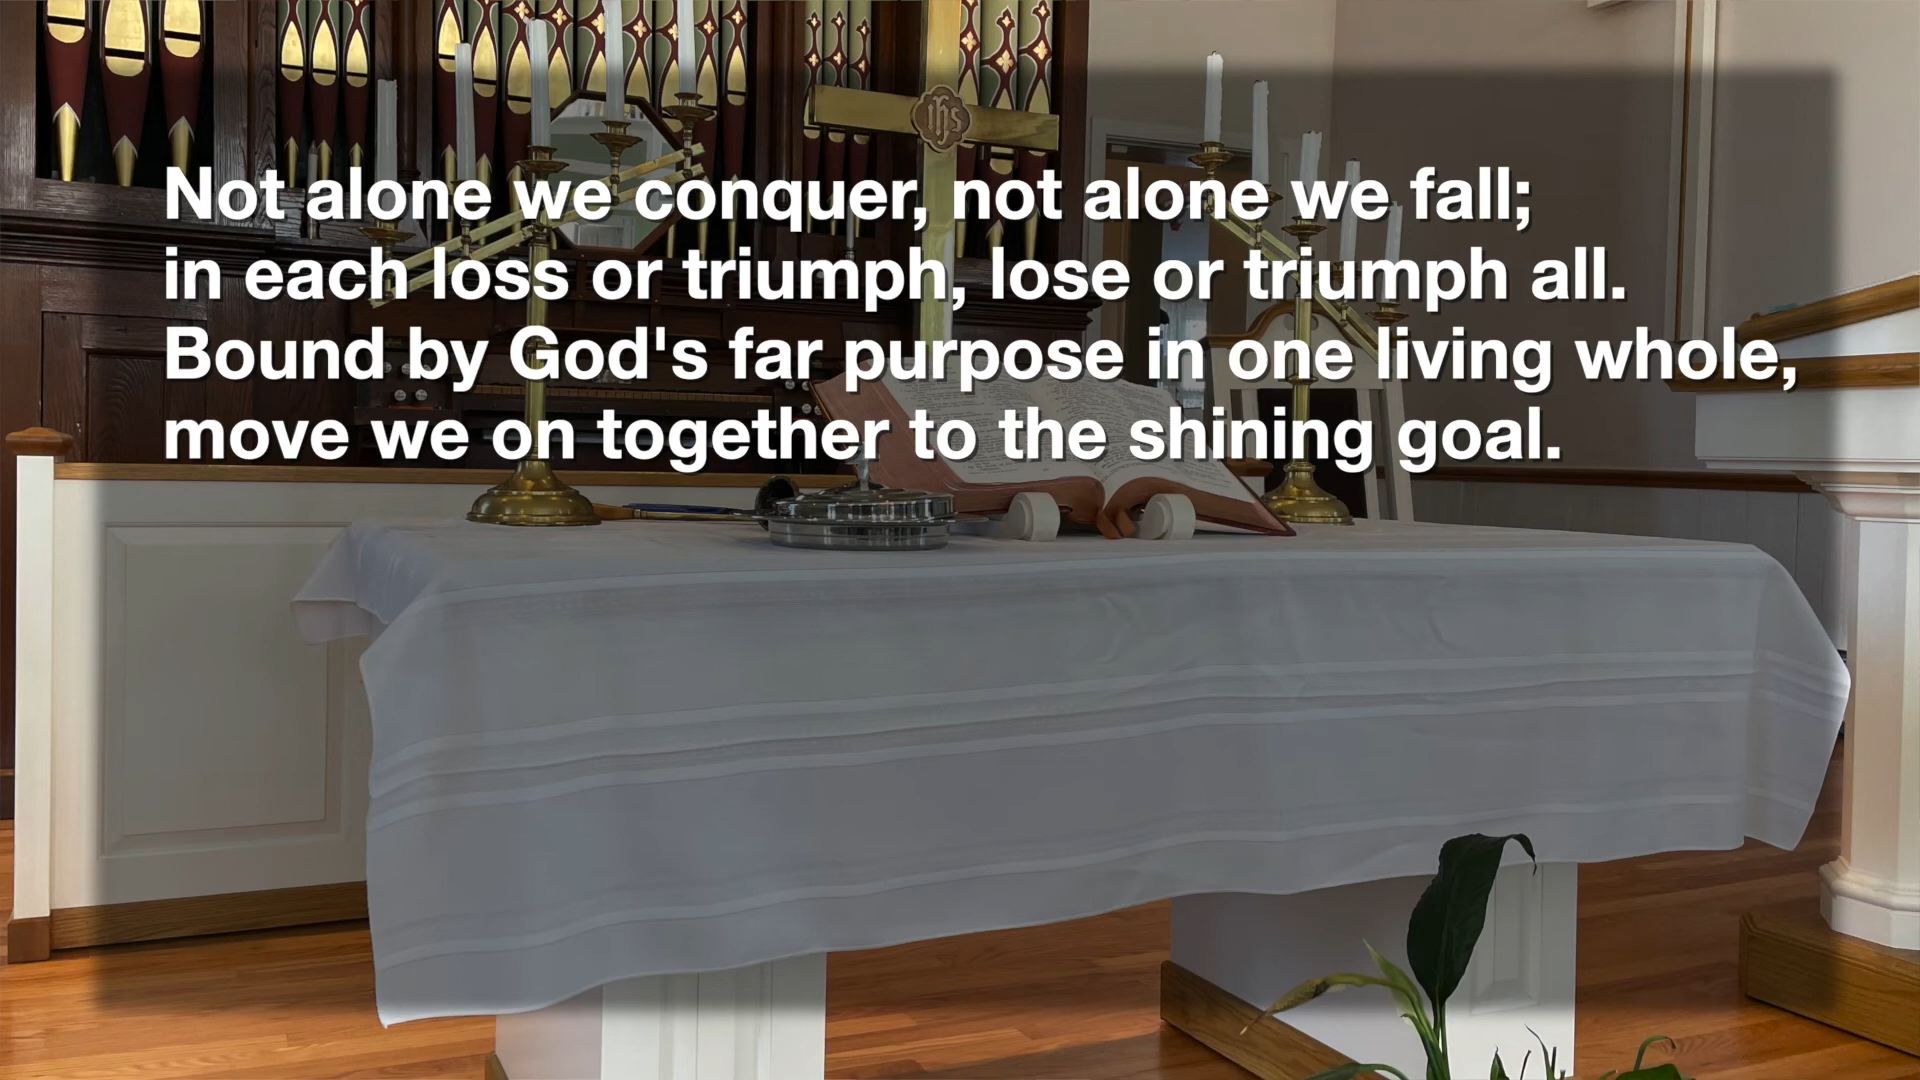 ihs
Not alone we conquer, not alone we fall;
in each loss or triumph, lose or triumph all.
Bound by God's far purpose in one living whole,
move we on together to the shining goal.